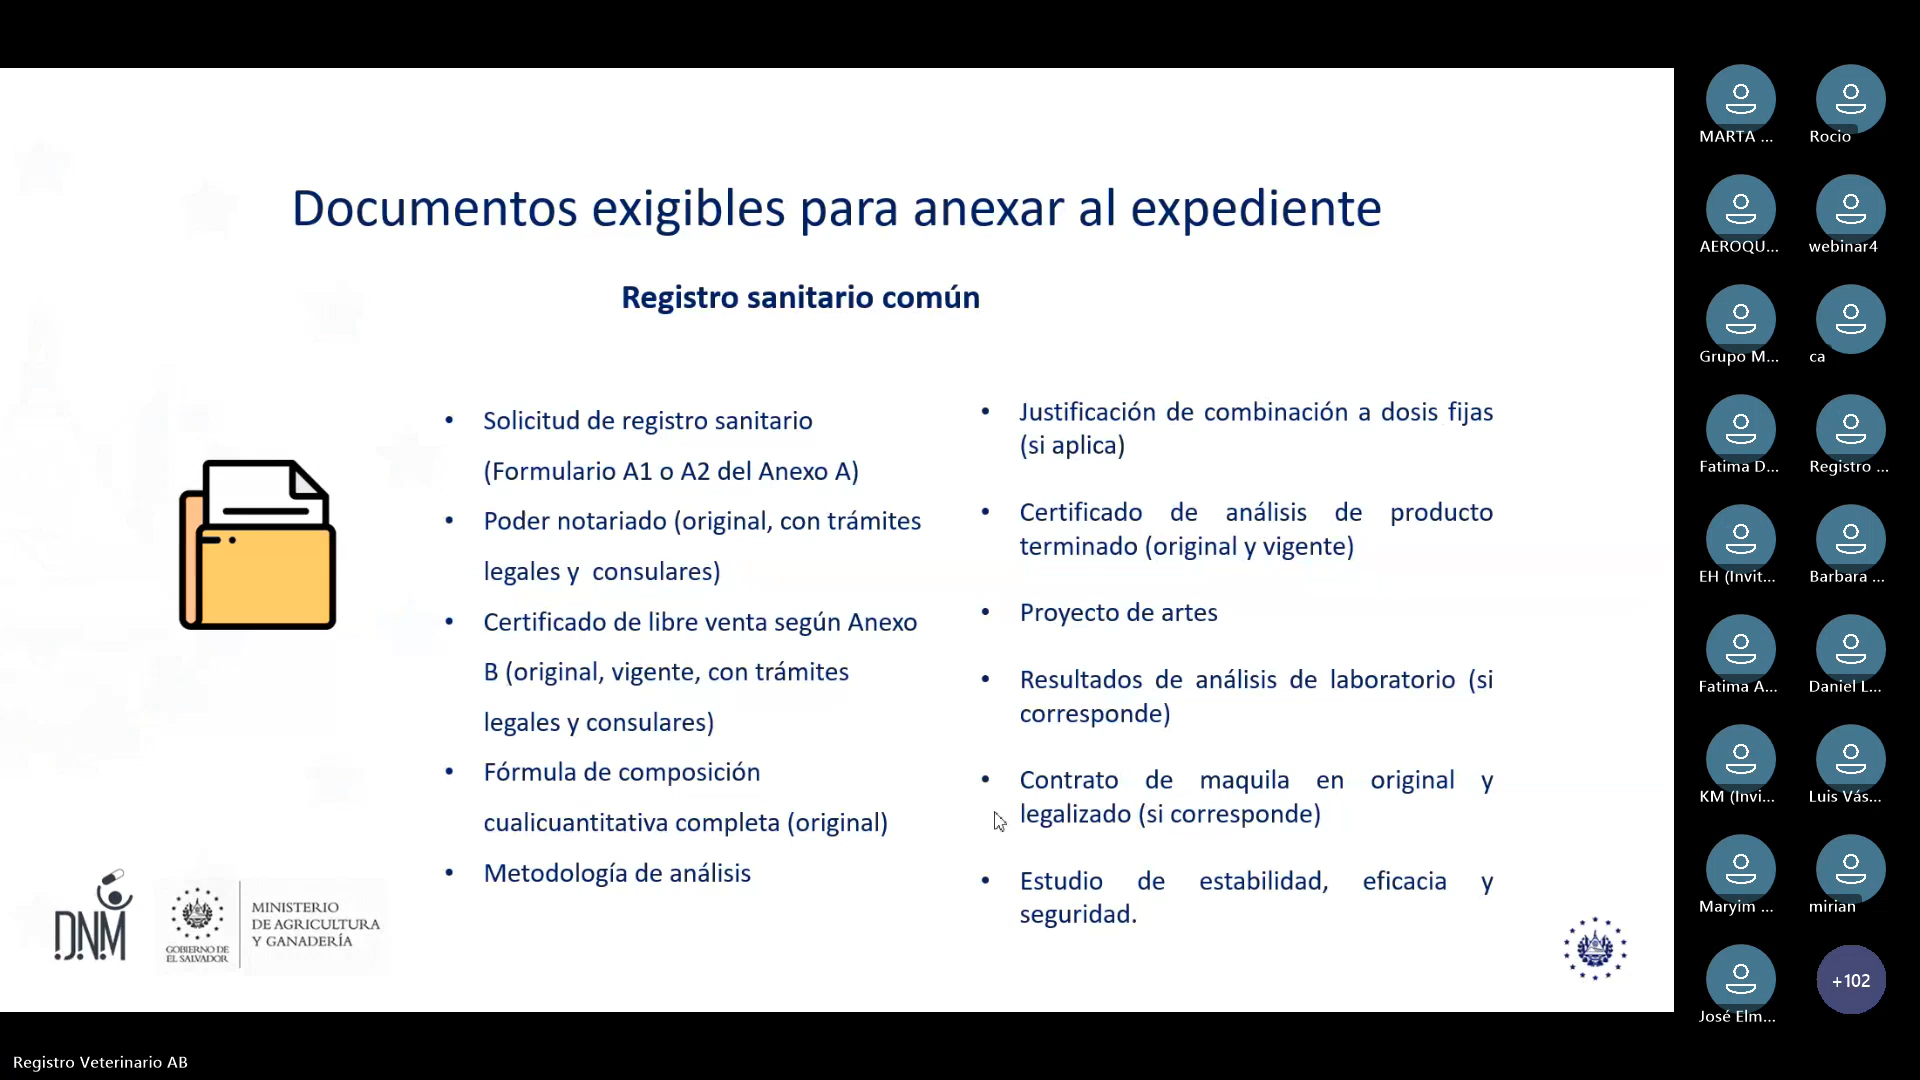 Documentos exigibles para anexar al expediente
Registro sanitario común
• Solicitud de registro sanitario
(Formulario A1 o A2 del Anexo A)
• Poder notariado (original, con trámites
legales y consulares)
• Certificado de libre venta según Anexo
B (original, vigente, con trámites
legales y consulares)
• Fórmula de composición
cualicuantitativa completa (original)
• Metodología de análisis
• Justificación de combinación a dosis fijas
(si aplica)
• Certificado de análisis de producto
terminado (original y vigente)
• Proyecto de artes
• Resultados de análisis de laboratorio (si
corresponde)
• Contrato de maquila en original y
legalizado (si corresponde)
• Estudio de estabilidad, eficacia y
seguridad.
DNM
GOBIERNO DE
EL SALVADOR
MINISTERIO
DE AGRICULTURA
Y GANADERÍA
MARTA ...
Rocio
AEROQU...
webinar4
Grupo M...
ca
Fatima D...
Registro ...
EH (Invit...
Barbara ...
Fatima A...
Daniel L...
KM (Invi...
Luis Vás...
Maryim ...
mirian
José Elm...
+102
Registro Veterinario AB